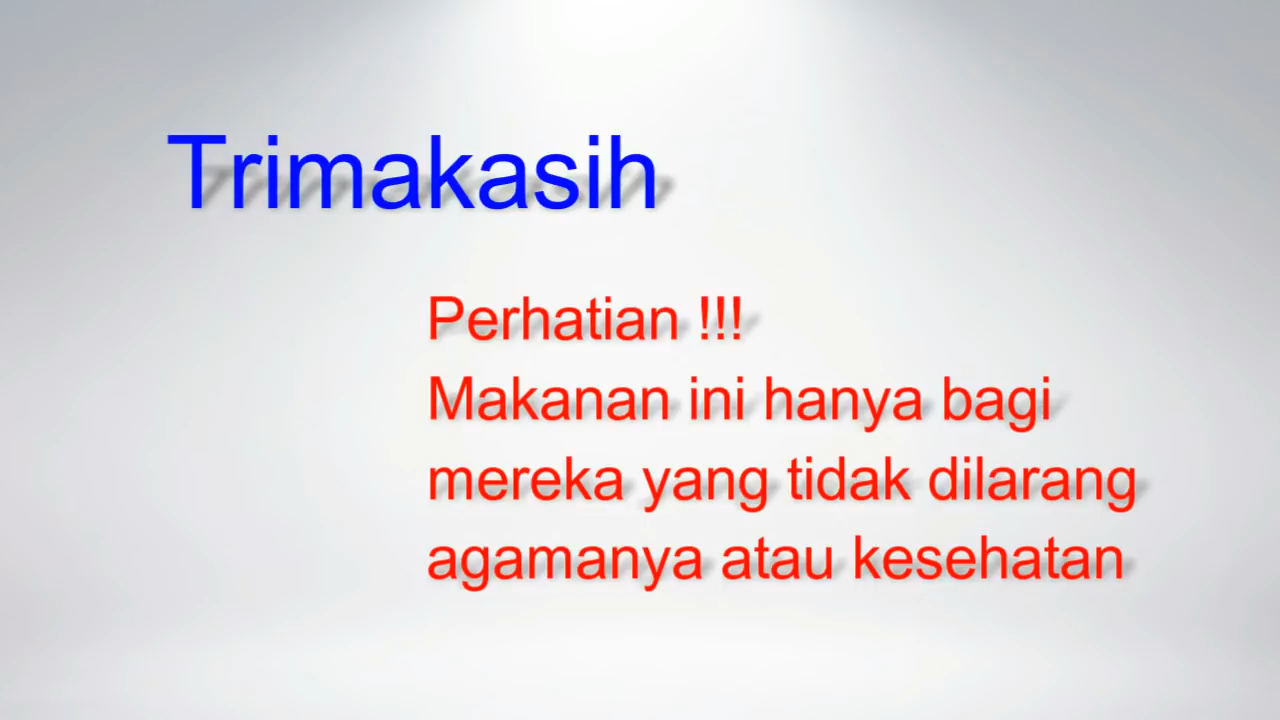 Trimakasih
Perhatian !!!
Makanan ini hanya bagi
mereka yang tidak dilarang
agamanya atau kesehatan